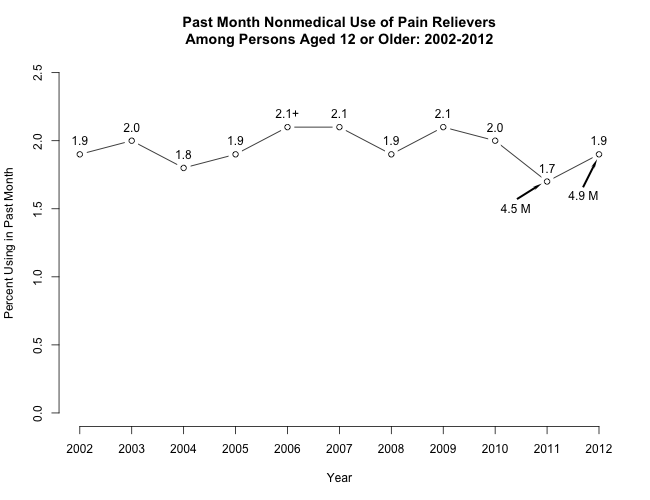 Past Month Nonmedical Use of Pain Relievers
Among Persons Aged 12 or Older: 2002-2012
Percent Using in Past Month
2.5
2.0
1.5
1.0
0.5
0.0
1.9
2.0
1.8
1.9
2.1+
2.1
1.9
2.1
2.0
1.7
1.9
4.5 M
4.9 M
2002 2003 2004 2005 2006 2007 2008 2009 2010 2011 2012
Year